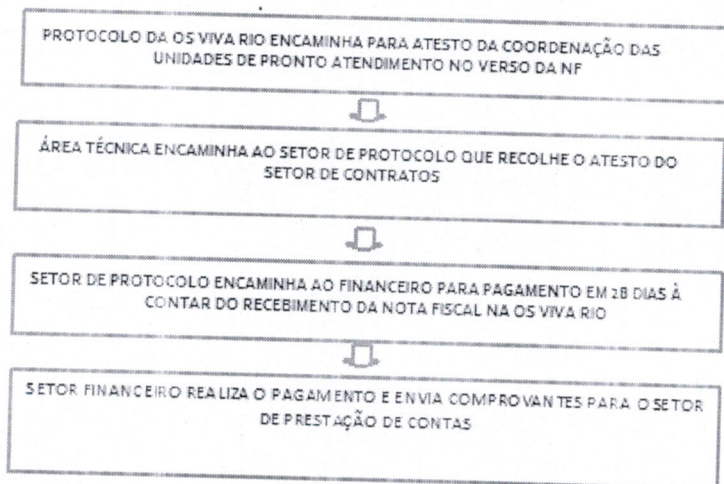 PROTOCOLO DA OS VIVA RIO ENCAMINHA PARA ATESTO DA COORDENAÇÃO DAS
UNIDADES DE PRONTO ATENDIMENTO NO VERSO DA NF
ÁREA TÉCNICA ENCAMINHA AO SETOR DE PROTOCOLO QUE RECOLHE O ATESTO DO
SETOR DE CONTRATOS
SETOR DE PROTOCOLO ENCAMINHA AO FINANCEIRO PARA PAGAMENTO EM 28 DIAS À
CONTAR DO RECEBIMENTO DA NOTA FISCAL NA OS VIVA RIO
SETOR FINANCEIRO REALIZA O PAGAMENTO E ENVIA COMPROVANTES PARA O SETOR
DE PRESTAÇÃO DE CONTAS